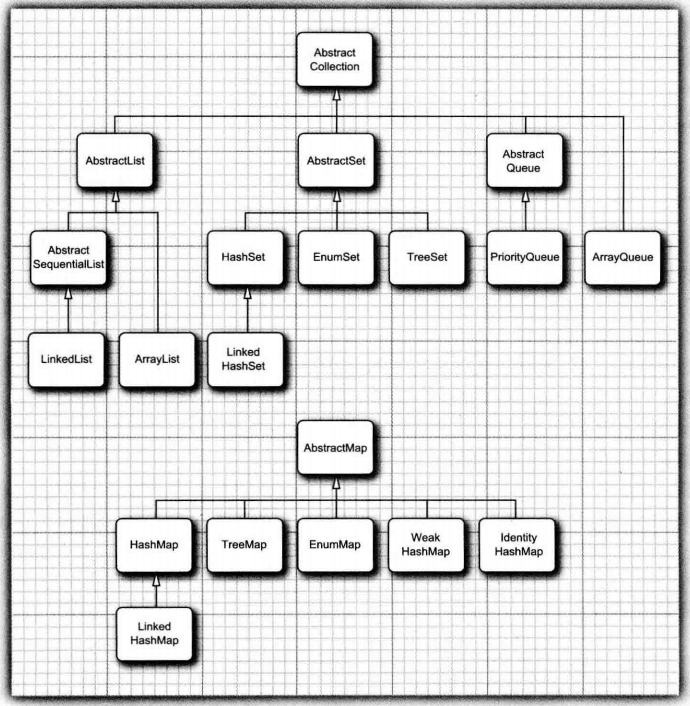 Abstract
Collection
AbstractList
AbstractSet
Abstract
Queue
Abstract
SequentialList
HashSet
EnumSet
TreeSet
PriorityQueue
ArrayQueue
LinkedList
ArrayList
Linked
HashSet
AbstractMap
HashMap
TreeMap
EnumMap
Weak
HashMap
Identity
HashMap
Linked
HashMap